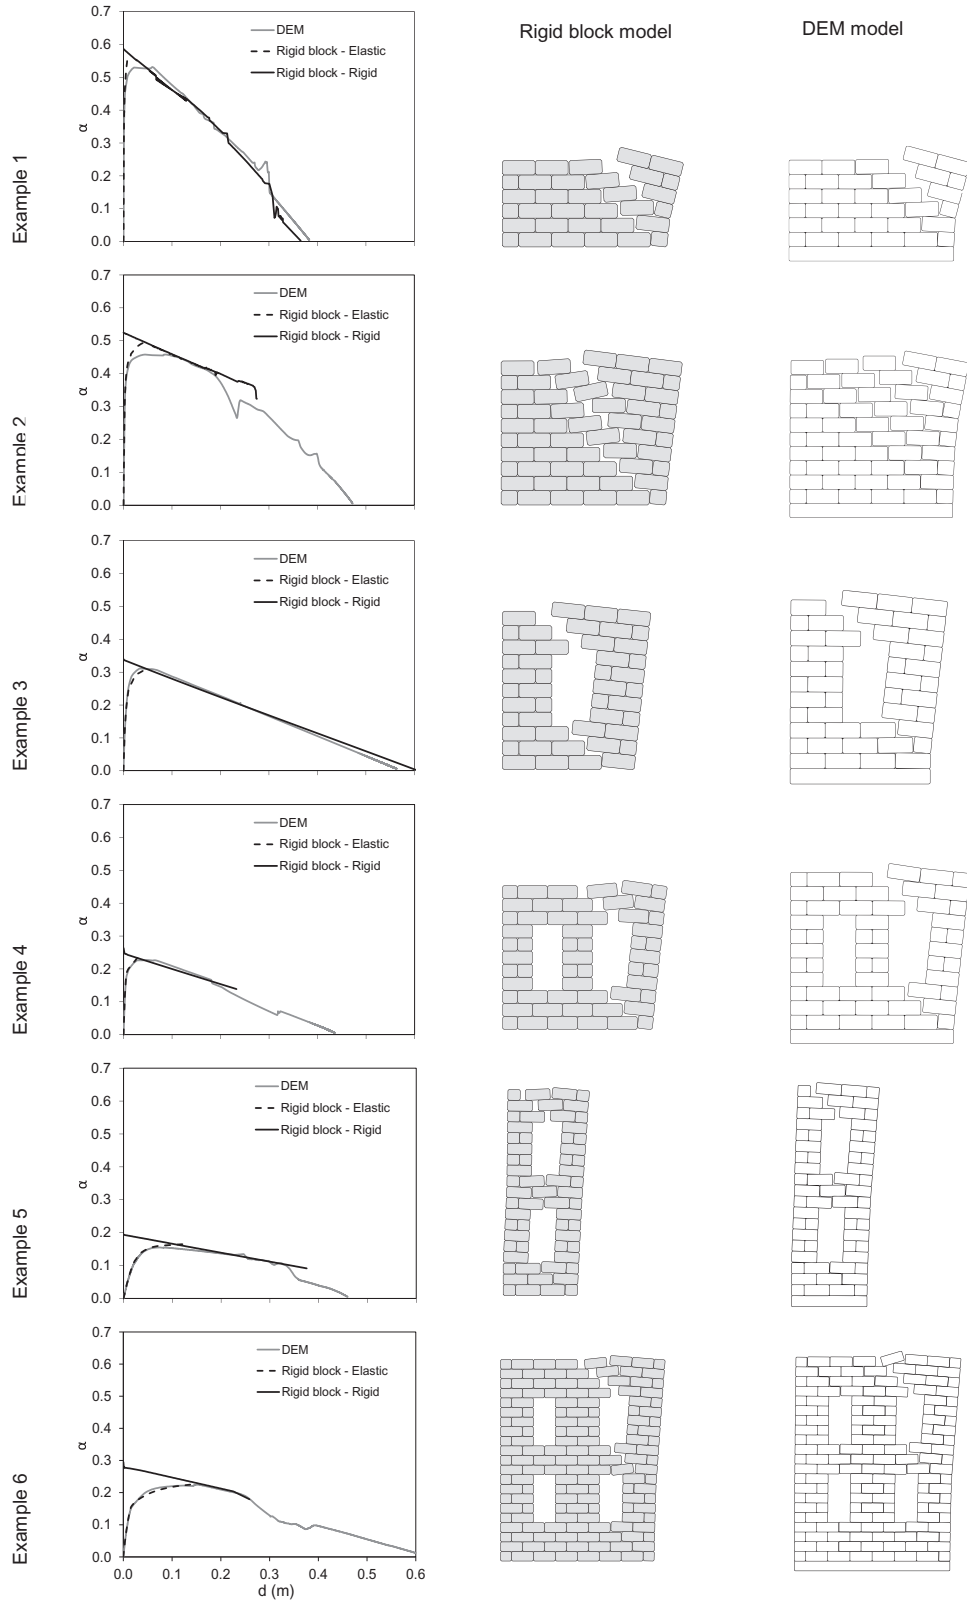 Rigid block model
DEM model
Example 1
α
0.7
0.6
0.5
0.4
0.3
0.2
0.1
0.0
DEM
Rigid block - Elastic
Rigid block - Rigid
Example 2
α
0.7
0.6
0.5
0.4
0.3
0.2
0.1
0.0
DEM
Rigid block - Elastic
Rigid block - Rigid
Example 3
α
0.7
0.6
0.5
0.4
0.3
0.2
0.1
0.0
DEM
Rigid block - Elastic
Rigid block - Rigid
Example 4
α
0.7
0.6
0.5
0.4
0.3
0.2
0.1
0.0
DEM
Rigid block - Elastic
Rigid block - Rigid
Example 5
α
0.7
0.6
0.5
0.4
0.3
0.2
0.1
0.0
DEM
Rigid block - Elastic
Rigid block - Rigid
Example 6
α
0.7
0.6
0.5
0.4
0.3
0.2
0.1
0.0
DEM
Rigid block - Elastic
Rigid block - Rigid
0.0 0.1 0.2 0.3 0.4 0.5 0.6
d (m)